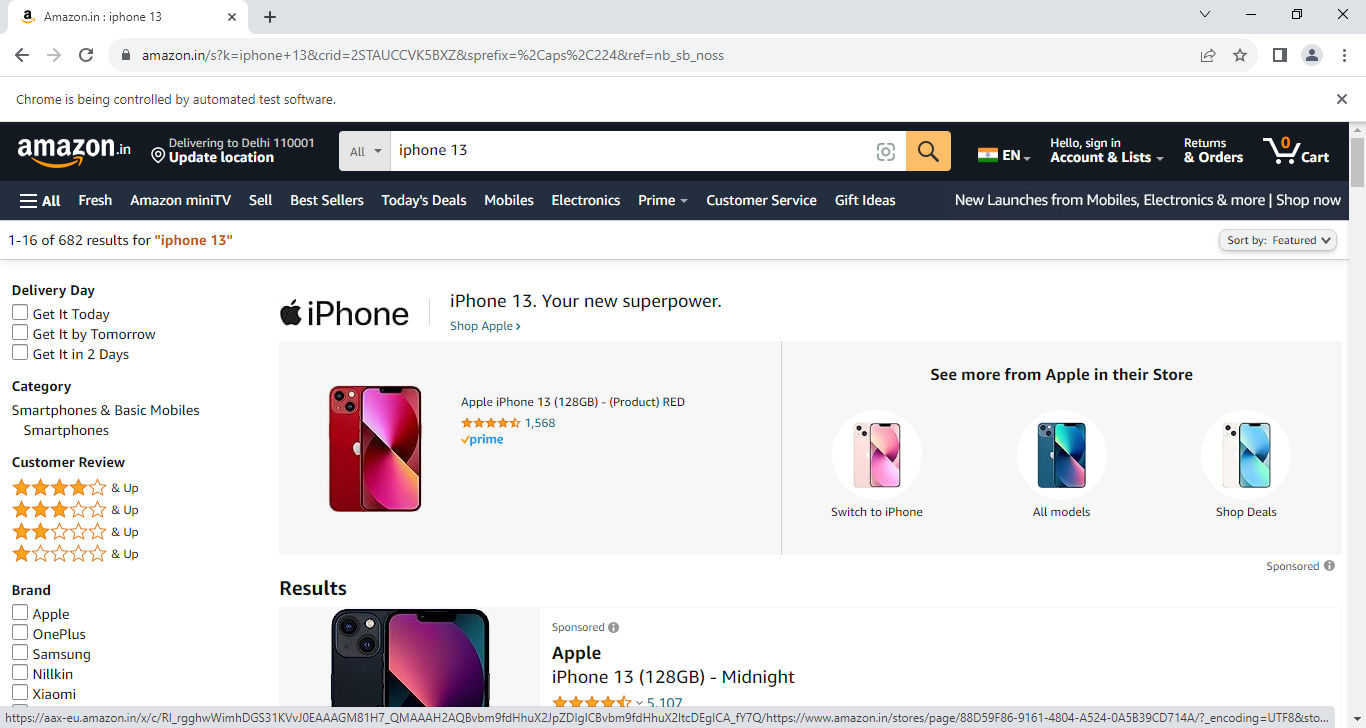 Amazon.in : iphone 13
amazon.in/s?k=iphone+13&crid=2STAUCCVK5BXZ&sprefix=%2Caps%2C224&ref=nb_sb_noss
Chrome is being controlled by automated test software.
amazon.in
Delivering to Delhi 110001
Update location
All
iphone 13
EN
Hello, sign in
Account & Lists
Returns
& Orders
0
Cart
All
Fresh
Amazon miniTV
Sell
Best Sellers
Today's Deals
Mobiles
Electronics
Prime
Customer Service
Gift Ideas
New Launches from Mobiles, Electronics & more | Shop now
1-16 of 682 results for "iphone 13"
Sort by: Featured
Delivery Day
Get It Today
Get It by Tomorrow
Get It in 2 Days
Category
Smartphones & Basic Mobiles
Smartphones
Customer Review
& Up
& Up
& Up
& Up
Brand
Apple
OnePlus
Samsung
Nillkin
Xiaomi
iPhone
iPhone 13. Your new superpower.
Shop Apple ›
Apple iPhone 13 (128GB) - (Product) RED
1,568
prime
See more from Apple in their Store
Switch to iPhone
All models
Shop Deals
Sponsored
Results
Sponsored
Apple
iPhone 13 (128GB) - Midnight
5,107